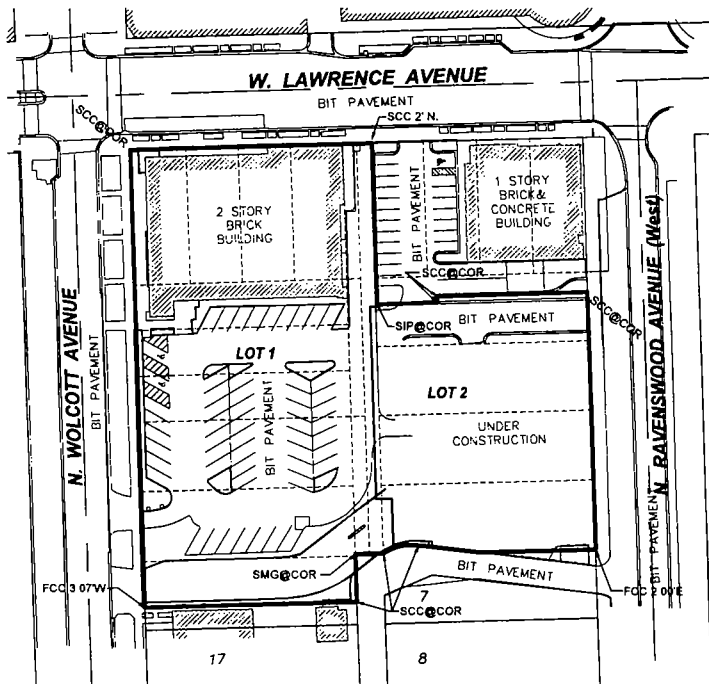 W. LAWRENCE AVENUE
BIT PAVEMENT
SCC 2' N.
SCC@COR
2 STORY
BRICK
BUILDING
BIT PAVEMENT
1 STORY
BRICK &
CONCRETE
BUILDING
SCC@COR
SCC@COR
SIP@COR
BIT PAVEMENT
N. WOLCOTT AVENUE
BIT PAVEMENT
LOT 1
BIT PAVEMENT
LOT 2
UNDER
CONSTRUCTION
N. RAVENSWOOD AVENUE (West)
BIT PAVEMENT
SMG@COR
BIT PAVEMENT
FCC 3 07'W
FCC 2 00'E
7
SCC@COR
17
8